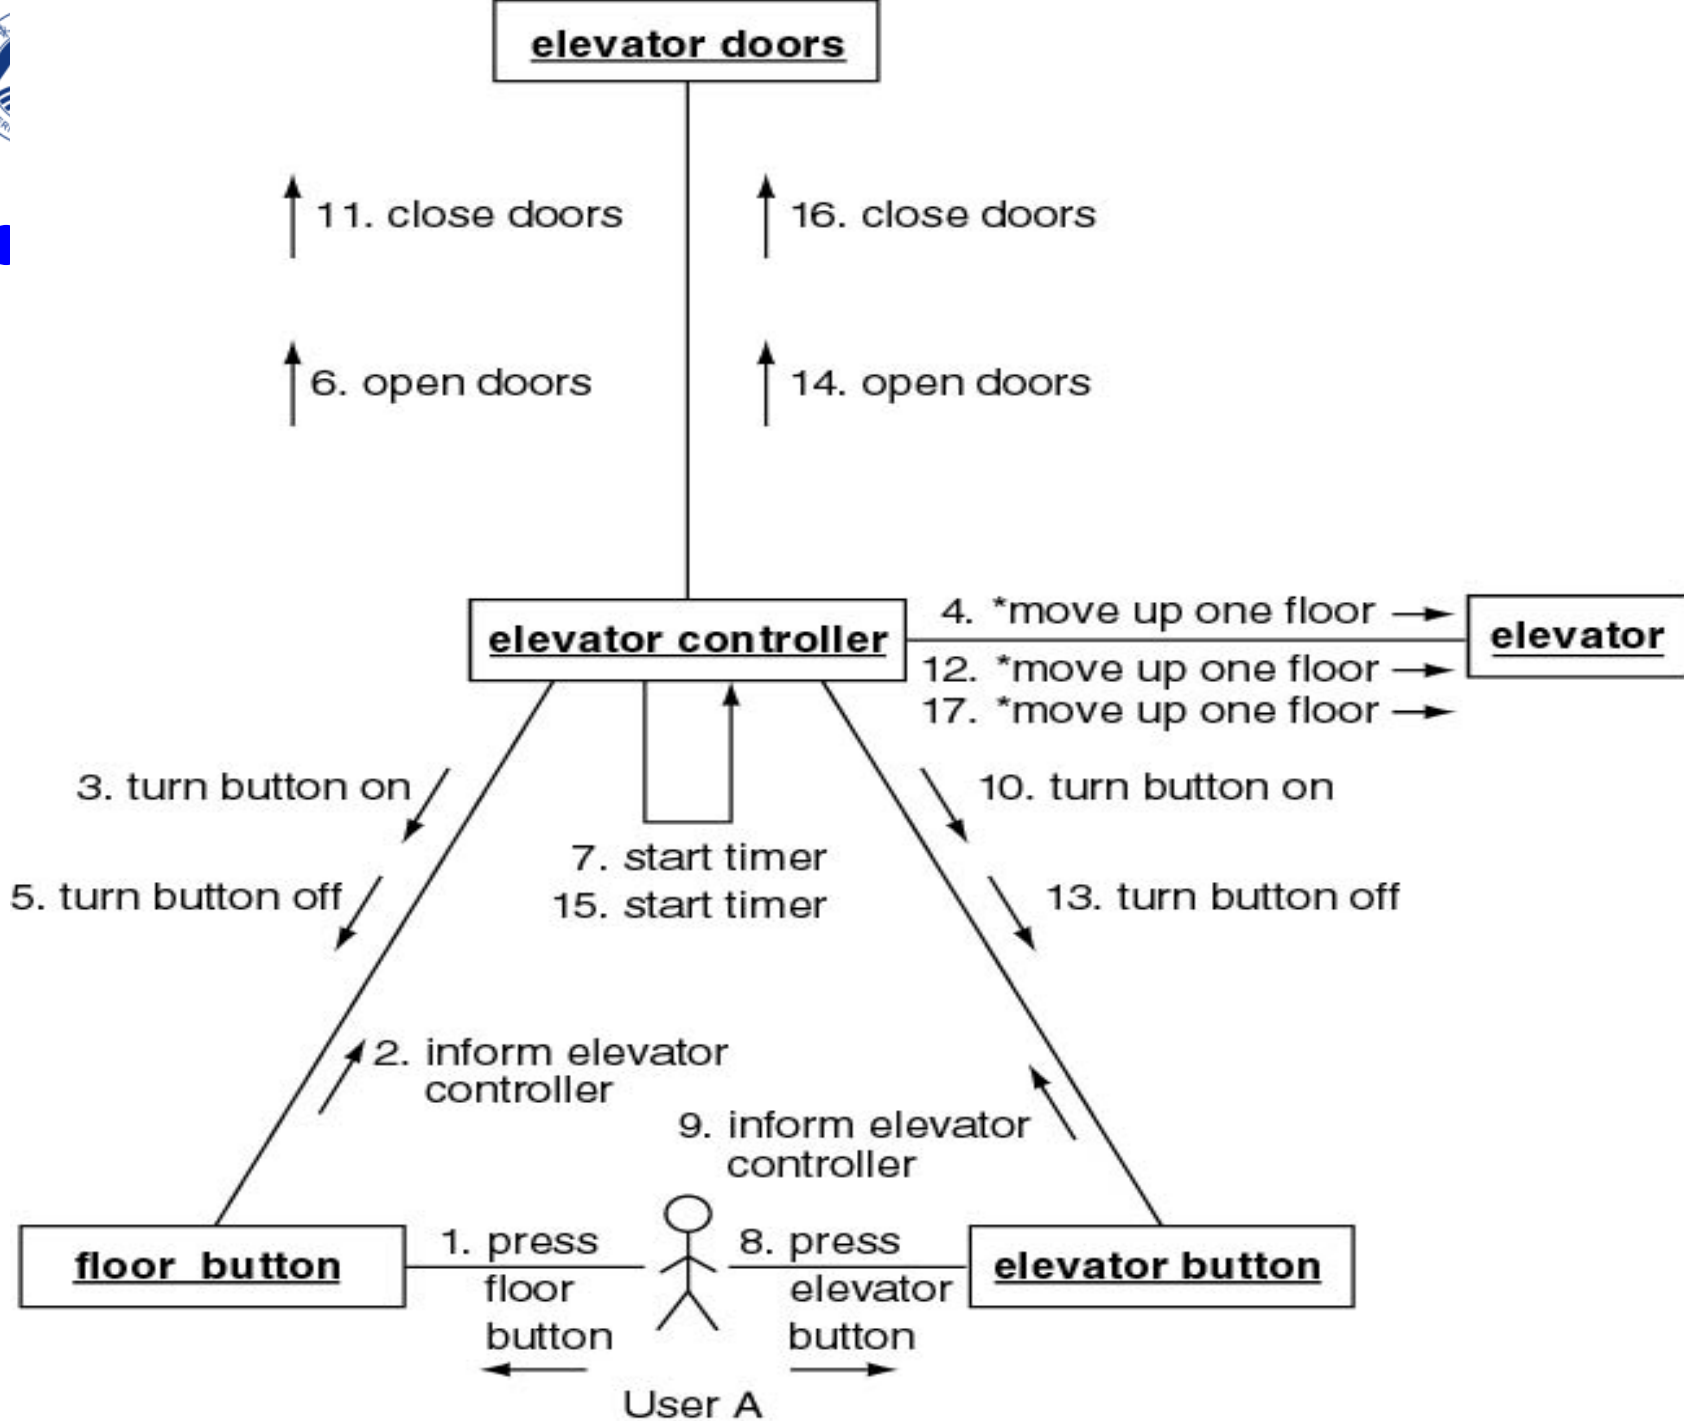 elevator doors
11. close doors
16. close doors
6. open doors
14. open doors
elevator controller
4. *move up one floor
elevator
12. *move up one floor
17. *move up one floor
3. turn button on
10. turn button on
7. start timer
5. turn button off
15. start timer
13. turn button off
2. inform elevator
controller
9. inform elevator
controller
floor button
1. press
floor
button
8. press
elevator
button
elevator button
User A